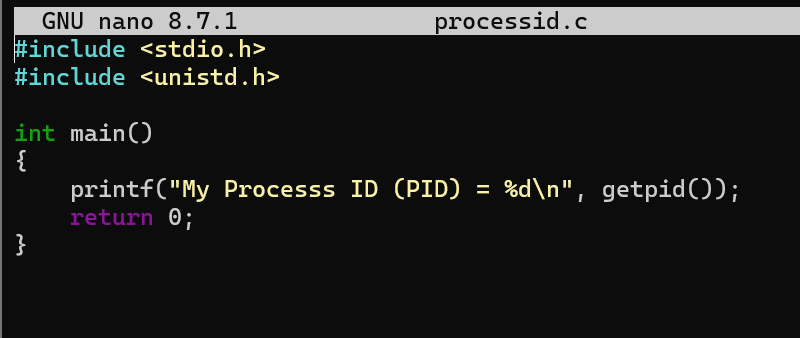 GNU nano 8.7.1 processid.c
#include <stdio.h>
#include <unistd.h>
int main()
{
    printf("My Processs ID (PID) = %d\n", getpid());
    return 0;
}